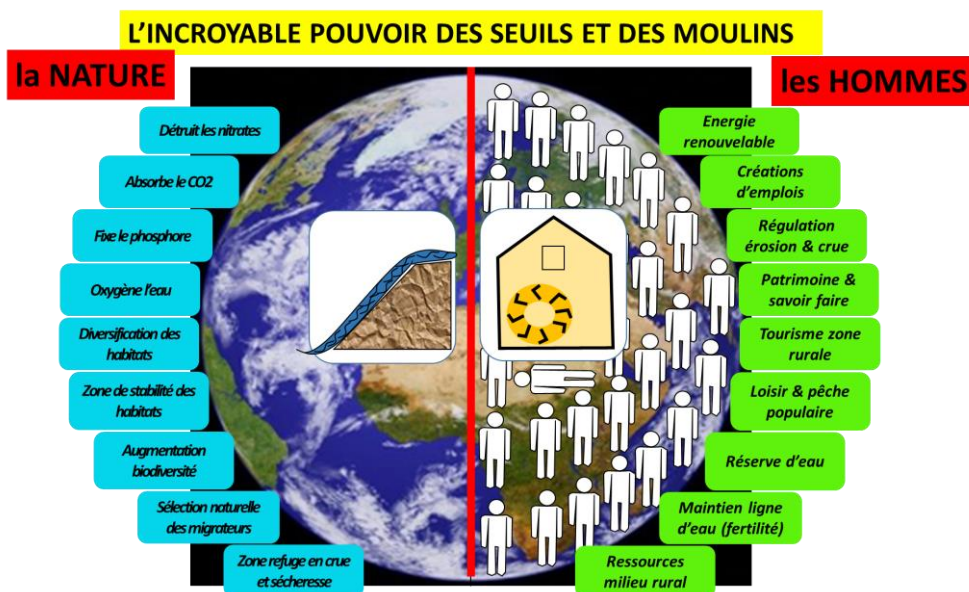 L'INCROYABLE POUVOIR DES SEUILS ET DES MOULINS
la NATURE
les HOMMES
Détruit les nitrates
Absorbe le CO2
Fixe le phosphore
Oxygène l'eau
Diversification des
habitats
Zone de stabilité des
habitats
Augmentation
biodiversité
Sélection naturelle
des migrateurs
Zone refuge en crue
et sécheresse
Energie
renouvelable
Créations
d'emplois
Régulation
érosion & crue
Patrimoine &
savoir faire
Tourisme zone
rurale
Loisir & pêche
populaire
Réserve d'eau
Maintien ligne
d'eau (fertilité)
Ressources
milieu rural